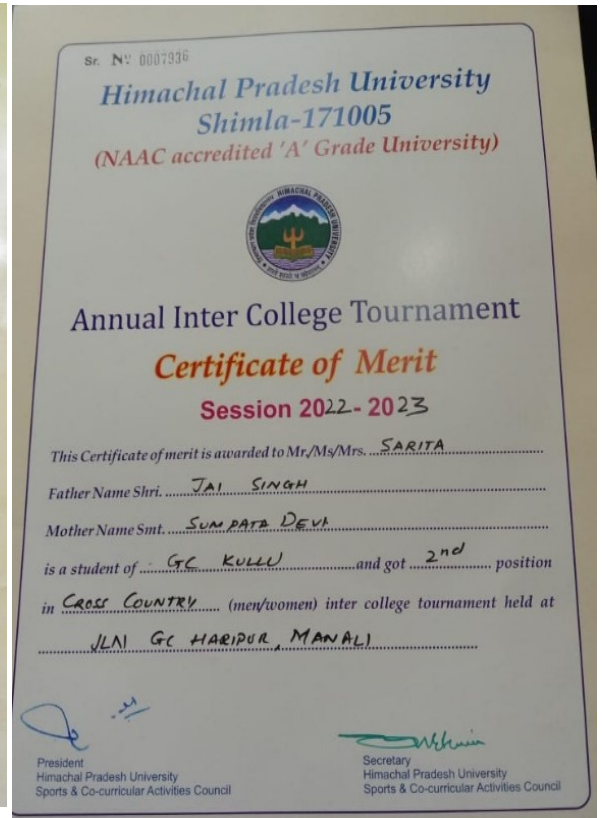 Sr. No 0007936
Himachal Pradesh University
Shimla-171005
(NAAC accredited 'A' Grade University)
HIMACHAL PRADESH UNIVERSITY
Annual Inter College Tournament
Certificate of Merit
Session 2022-2023
This Certificate of merit is awarded to Mr./Ms/Mrs. SARITA
Father Name Shri. JAI SINGH
Mother Name Smt. SUMPATA DEVI
is a student of GC KULLU and got 2nd position
in CROSS COUNTRY (men/women) inter college tournament held at
JLN GC HARIPUR, MANALI
President
Himachal Pradesh University
Sports & Co-curricular Activities Council
Secretary
Himachal Pradesh University
Sports & Co-curricular Activities Council